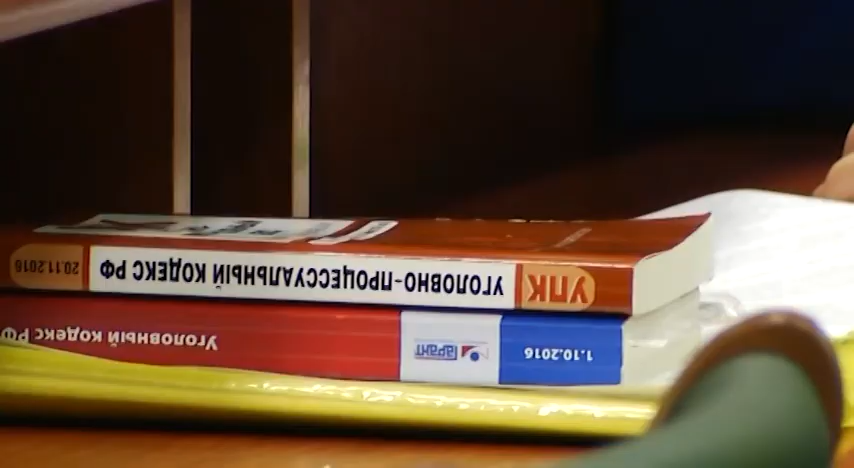 УПК УГОЛОВНО-ПРОЦЕССУАЛЬНЫЙ КОДЕКС РФ 20.11.2016
1.10.2016 Гарант Уголовный кодекс РФ